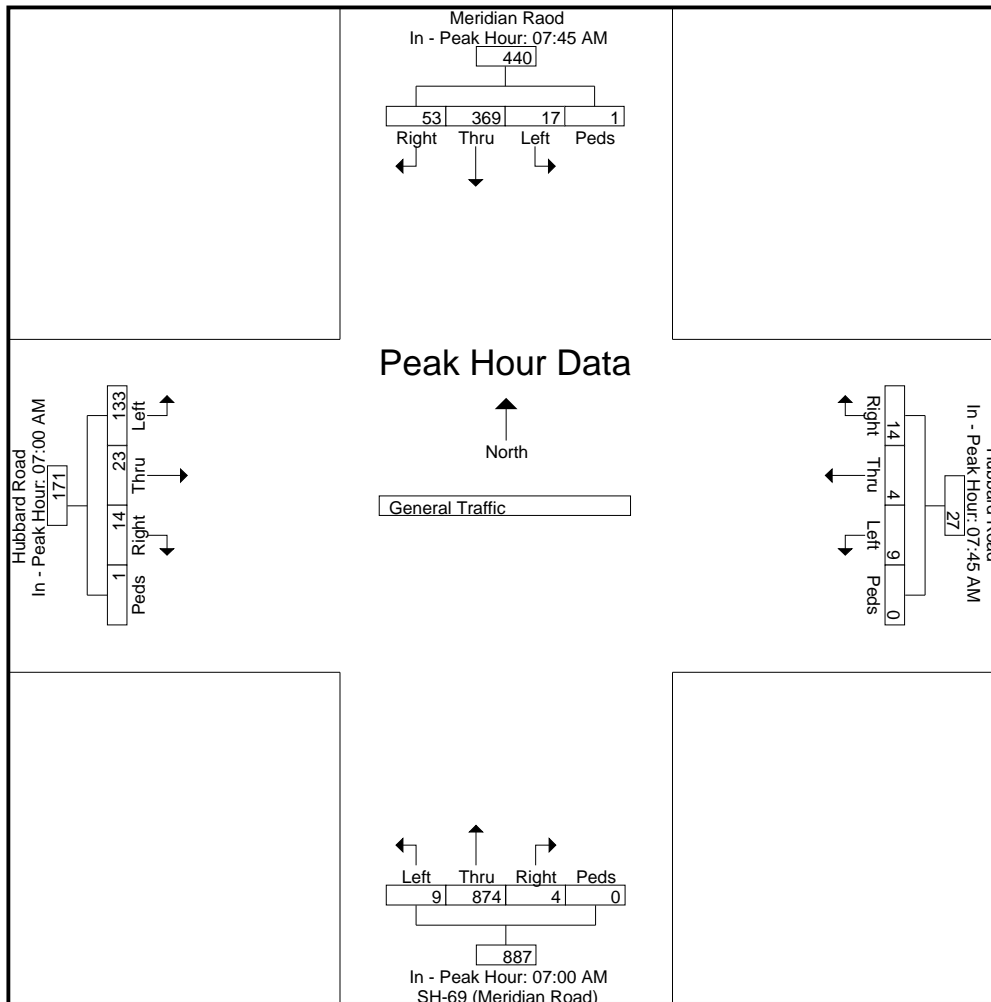 Meridian Raod
In - Peak Hour: 07:45 AM
440
53 369 17 1
Right Thru Left Peds
Peak Hour Data
North
General Traffic
Hubbard Road
In - Peak Hour: 07:00 AM
171
133 23 14 1
Left Thru Right Peds
Hubbard Road
In - Peak Hour: 07:45 AM
27
14 4 9 0
Right Thru Left Peds
Left Thru Right Peds
9 874 4 0
887
In - Peak Hour: 07:00 AM
SH-69 (Meridian Road)